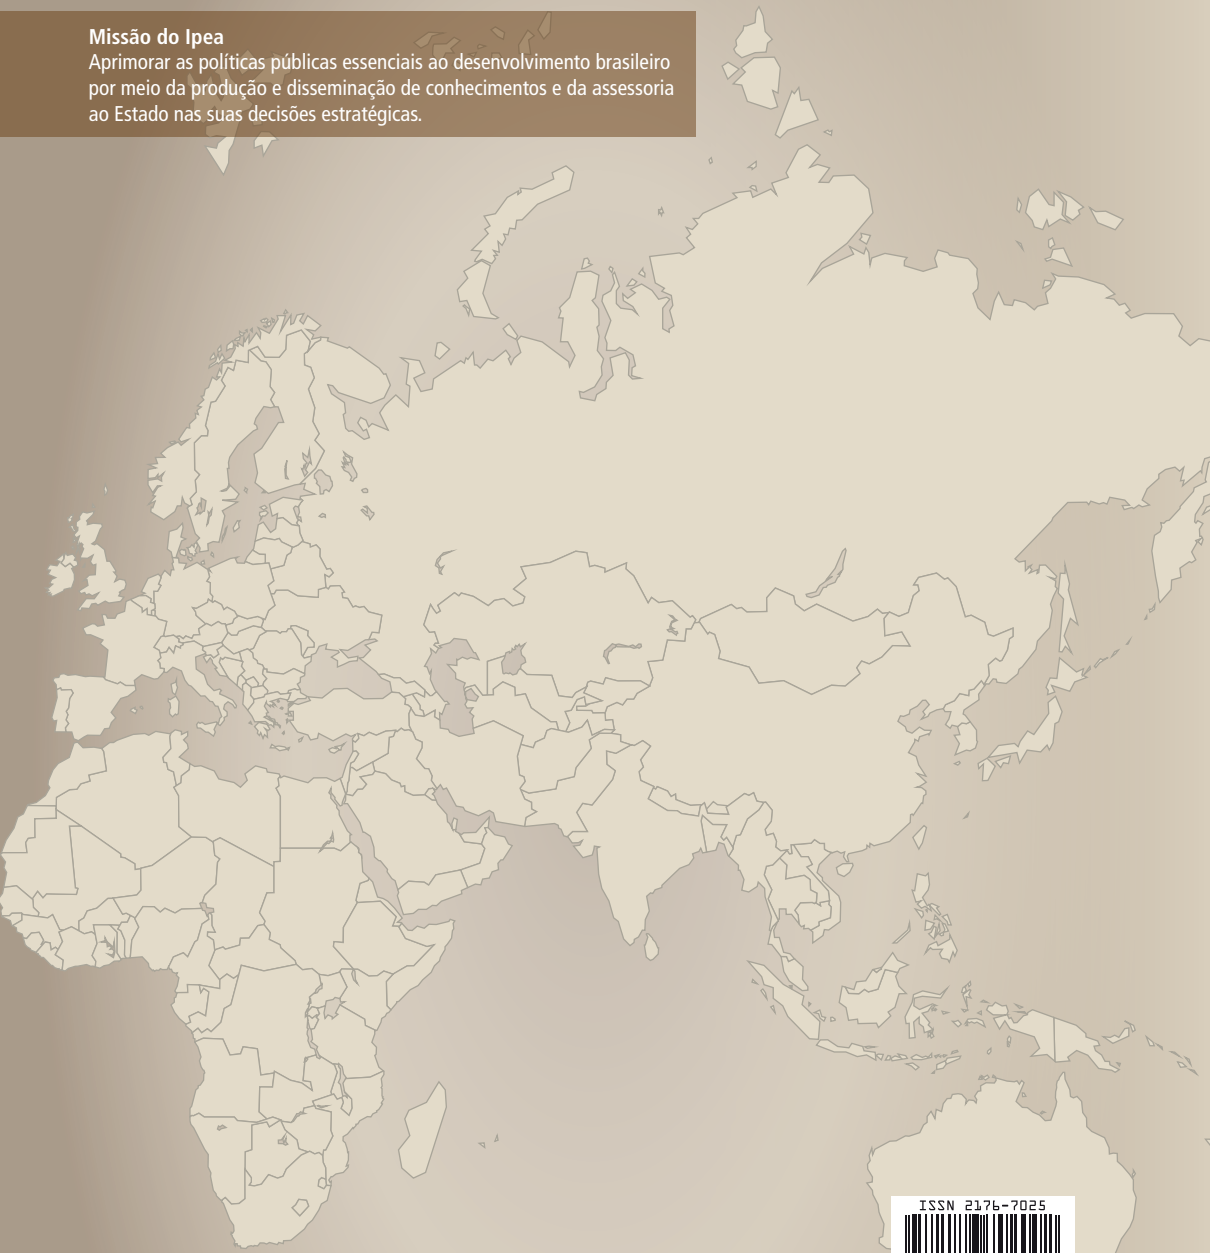 Missão do Ipea
Aprimorar as políticas públicas essenciais ao desenvolvimento brasileiro
por meio da produção e disseminação de conhecimentos e da assessoria
ao Estado nas suas decisões estratégicas.
ISSN 2176-7025